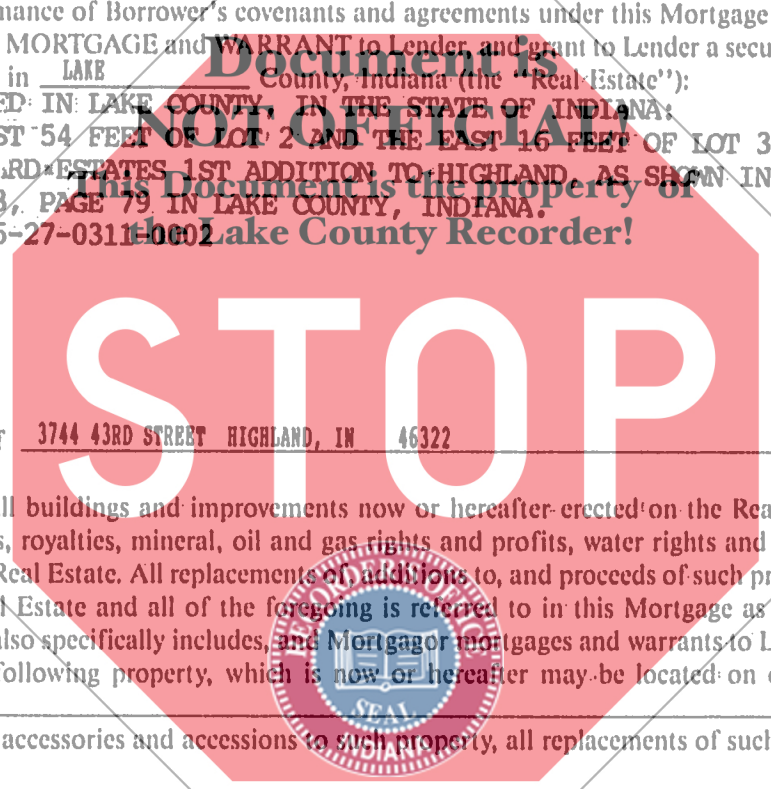 mance of Borrower's covenants and agreements under this Mortgage
MORTGAGE and WARRANT to Lender, and grant to Lender a secu
in LAKE County, Indiana (the "Real Estate"):
ED IN LAKE COUNTY, IN THE STATE OF INDIANA:
ST 54 FEET OF LOT 2 AND THE EAST 16 FEET OF LOT 3
RD ESTATES 1ST ADDITION TO HIGHLAND, AS SHOWN IN
3, PAGE 79 IN LAKE COUNTY, INDIANA.
-27-0311-0002
Document is
NOT OFFICIAL!
This Document is the property of
the Lake County Recorder!
STOP
3744 43RD STREET HIGHLAND, IN 46322
ll buildings and improvements now or hereafter erected on the Rea
s, royalties, mineral, oil and gas rights and profits, water rights and
Real Estate. All replacements of, additions to, and proceeds of such pr
l Estate and all of the foregoing is referred to in this Mortgage as
also specifically includes, and Mortgagor mortgages and warrants to L
following property, which is now or hereafter may be located on
accessories and accessions to such property, all replacements of such
RECORDER'S OFFICE
SEAL
INDIANA